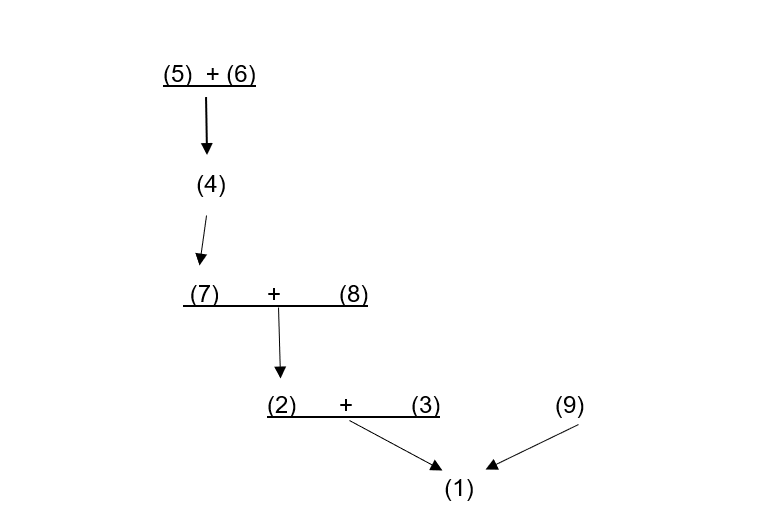 (5) + (6)
(4)
(7) + (8)
(2) + (3) (9)
(1)